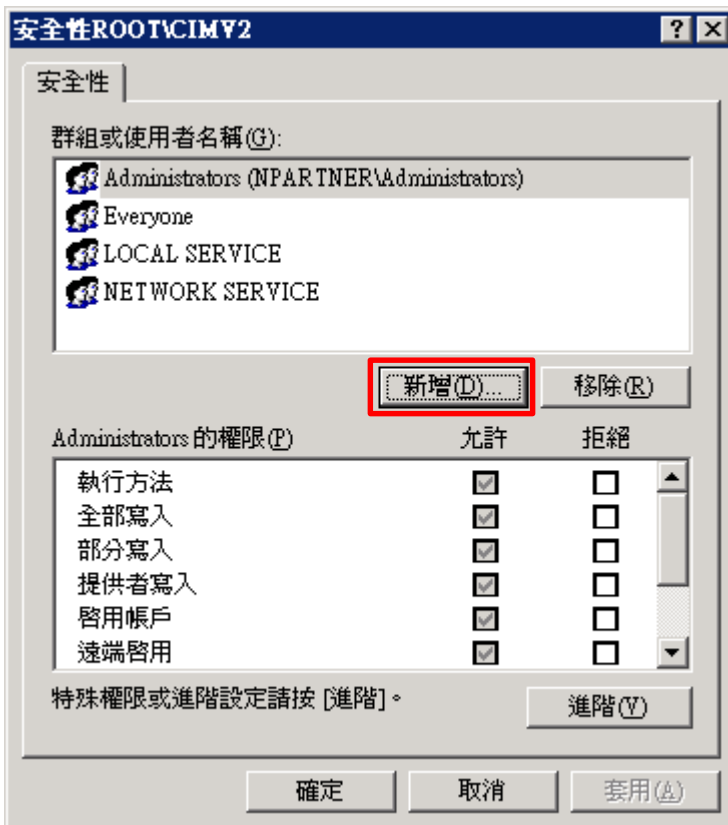 安全性ROOT\CIMV2
安全性
群組或使用者名稱(G):
Administrators (NPARTNER\Administrators)
Everyone
LOCAL SERVICE
NETWORK SERVICE
新增(D)... 移除(R)
Administrators 的權限(P) 允許 拒絕
執行方法
全部寫入
部分寫入
提供者寫入
啓用帳戶
遠端啓用
特殊權限或進階設定請按 [進階]。 進階(V)
確定 取消 套用(A)